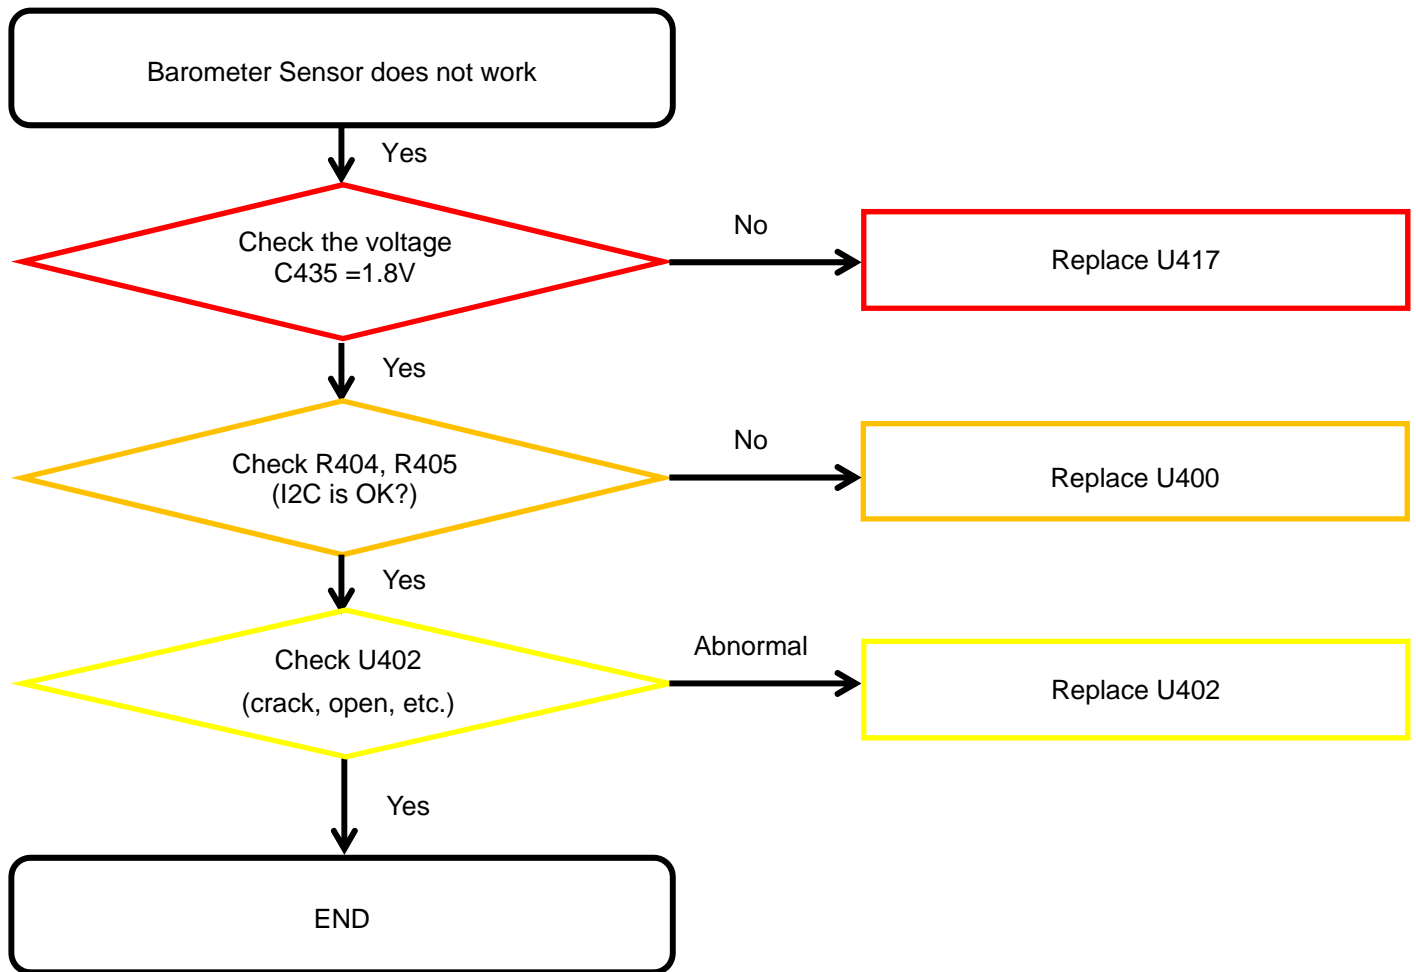 Barometer Sensor does not work
Yes
Check the voltage
C435 =1.8V
No
Replace U417
Yes
Check R404, R405
(I2C is OK?)
No
Replace U400
Yes
Check U402
(crack, open, etc.)
Abnormal
Replace U402
Yes
END